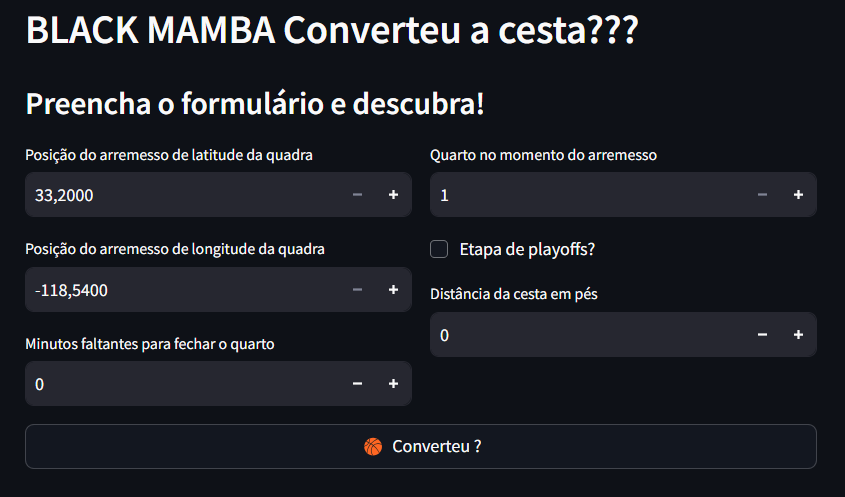 BLACK MAMBA Converteu a cesta???
Preencha o formulário e descubra!
Posição do arremesso de latitude da quadra
33,2000
Posição do arremesso de longitude da quadra
-118,5400
Minutos faltantes para fechar o quarto
0
Quarto no momento do arremesso
1
Etapa de playoffs?
Distância da cesta em pés
0
Converteu ?